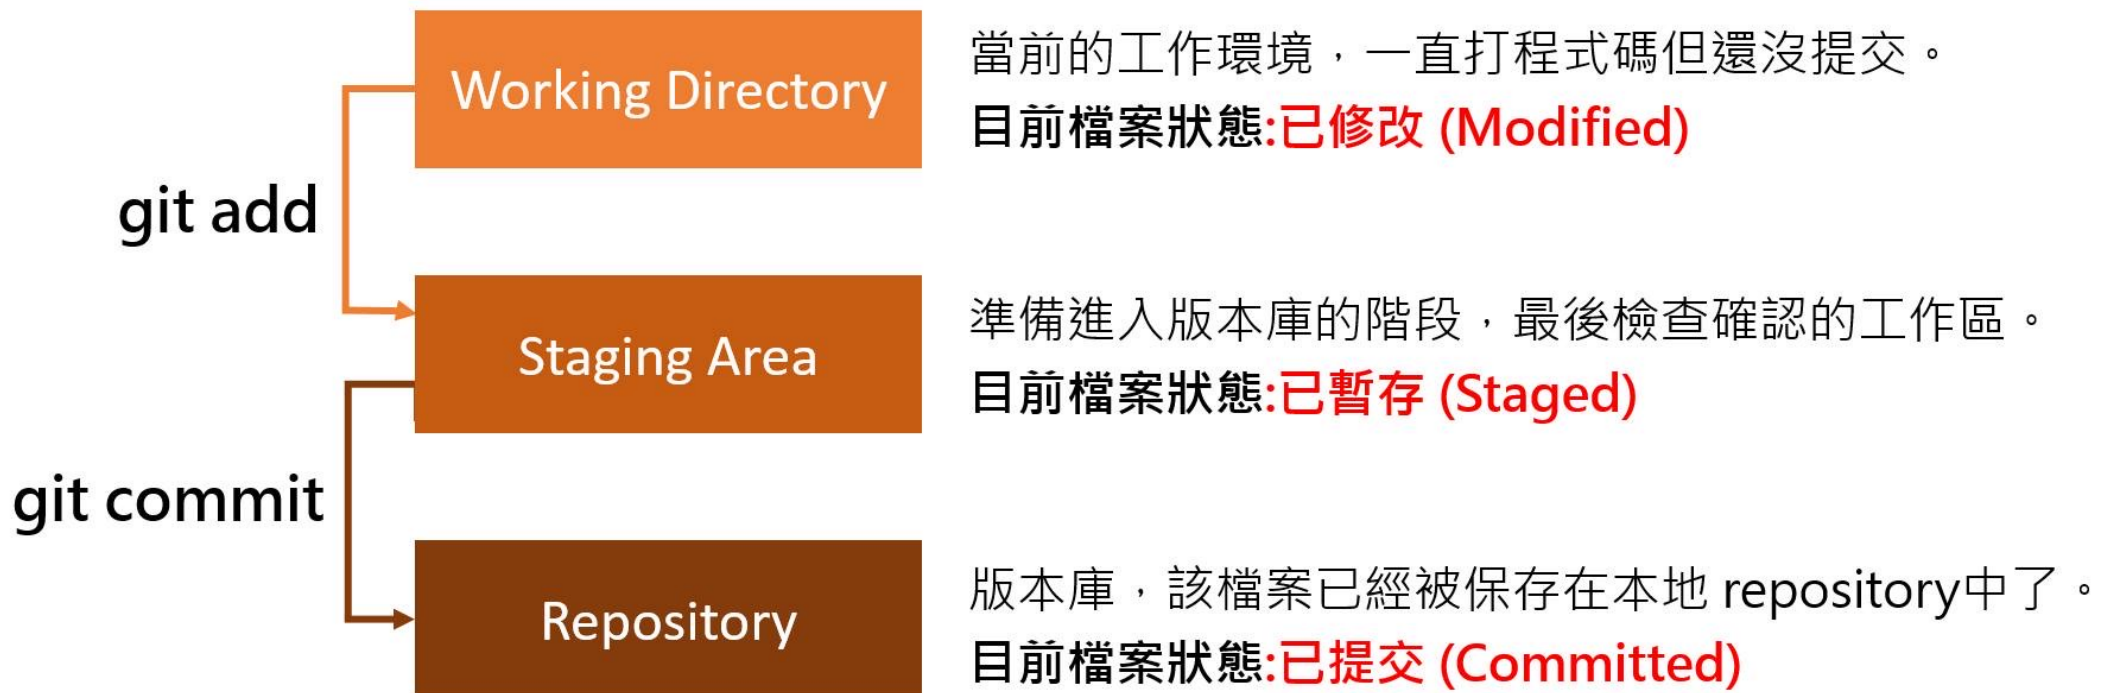 Working Directory
當前的工作環境，一直打程式碼但還沒提交。
目前檔案狀態:已修改 (Modified)
git add
Staging Area
準備進入版本庫的階段，最後檢查確認的工作區。
目前檔案狀態:已暫存 (Staged)
git commit
Repository
版本庫，該檔案已經被保存在本地 repository中了。
目前檔案狀態:已提交 (Committed)